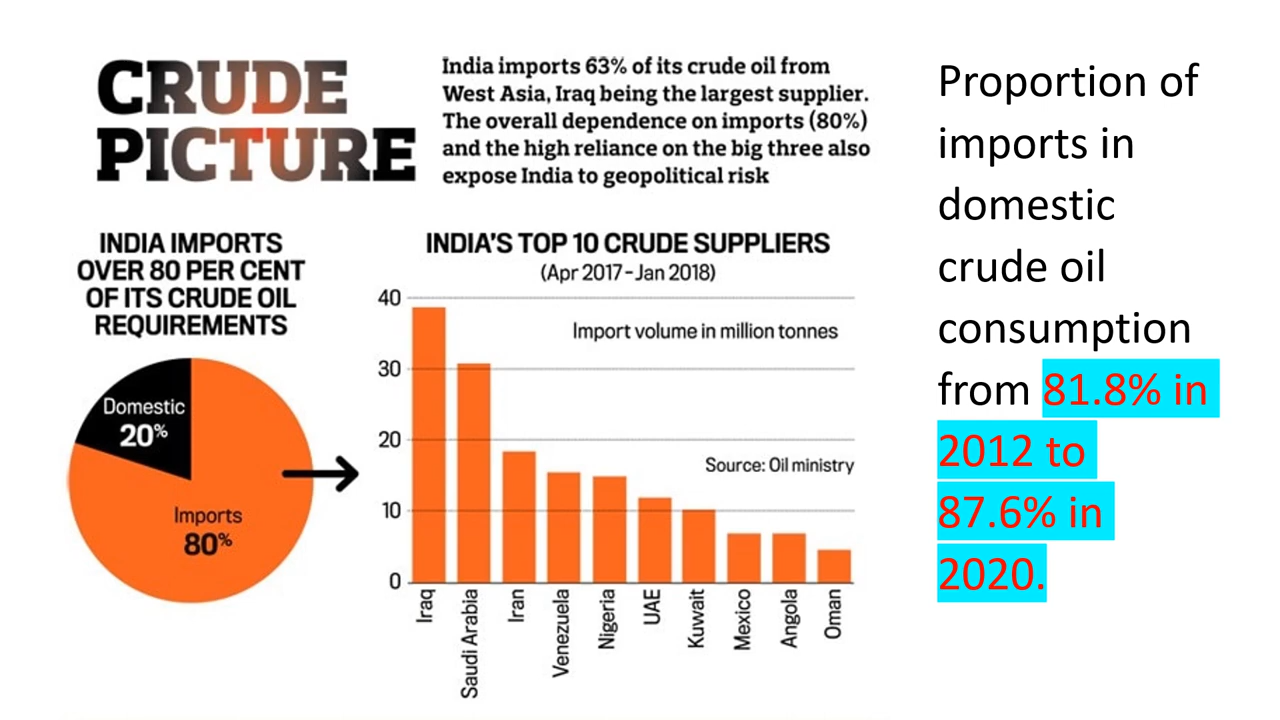 CRUDE
PICTURE
India imports 63% of its crude oil from
West Asia, Iraq being the largest supplier.
The overall dependence on imports (80%)
and the high reliance on the big three also
expose India to geopolitical risk
INDIA IMPORTS
OVER 80 PER CENT
OF ITS CRUDE OIL
REQUIREMENTS
Domestic
20%
Imports
80%
INDIA'S TOP 10 CRUDE SUPPLIERS
(Apr 2017-Jan 2018)
Import volume in million tonnes
40
30
20
10
0
Source: Oil ministry
Iraq
Saudi Arabia
Iran
Venezuela
Nigeria
UAE
Kuwait
Mexico
Angola
Oman
Proportion of
imports in
domestic
crude oil
consumption
from 81.8% in
2012 to
87.6% in
2020.